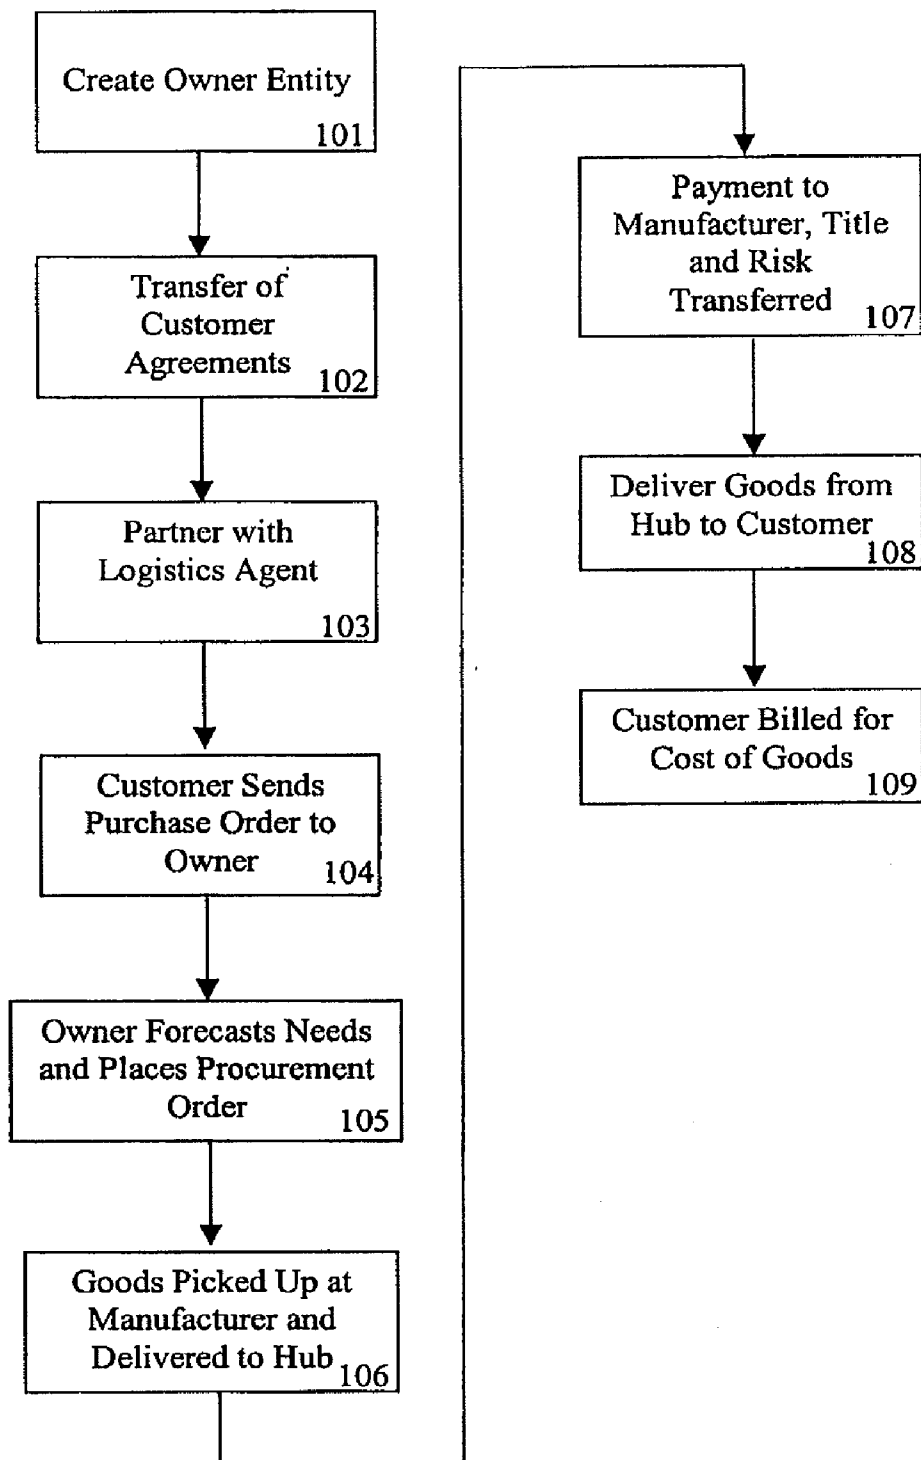 Create Owner Entity
101
Transfer of
Customer
Agreements
102
Partner with
Logistics Agent
103
Customer Sends
Purchase Order to
Owner
104
Owner Forecasts Needs
and Places Procurement
Order
105
Goods Picked Up at
Manufacturer and
Delivered to Hub
106
Payment to
Manufacturer, Title
and Risk
Transferred
107
Deliver Goods from
Hub to Customer
108
Customer Billed for
Cost of Goods
109